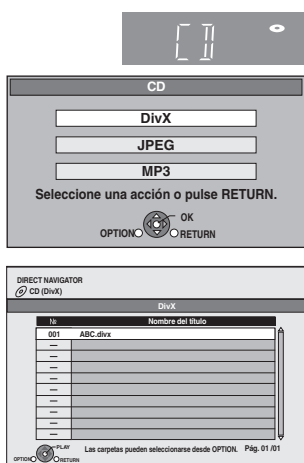 CD
CD
DivX
JPEG
MP3
Seleccione una acción o pulse RETURN.
OK
OPTION RETURN
DIRECT NAVIGATOR
CD (DivX)
DivX
№ Nombre del título
001 ABC.divx
PLAY
OPTION RETURN
Las carpetas pueden seleccionarse desde OPTION. Pág. 01 /01